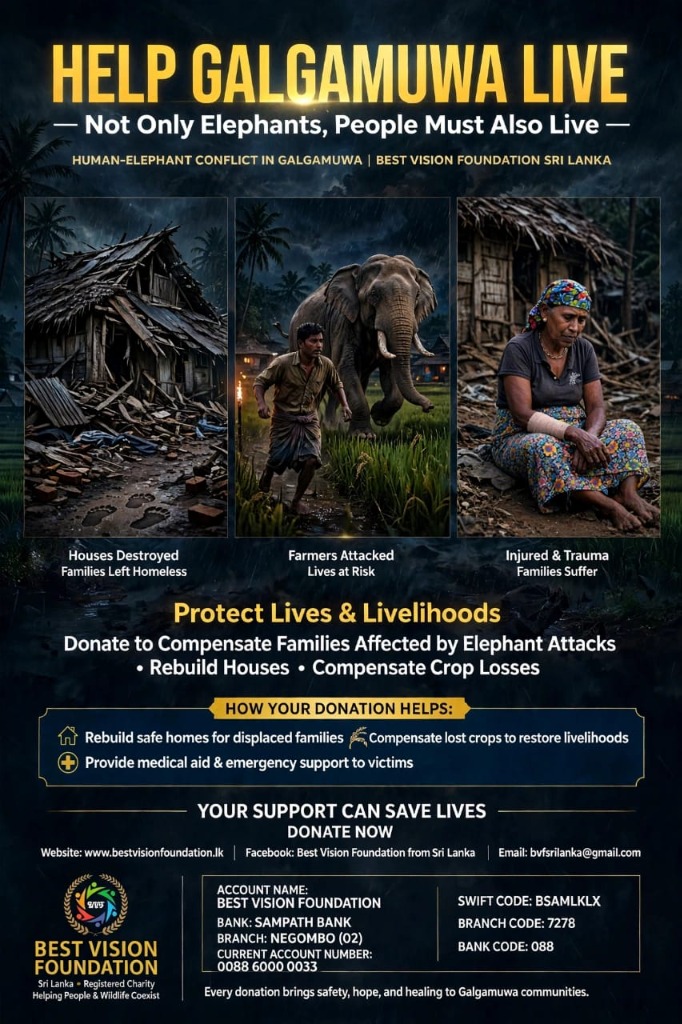 HELP GALGAMUWA LIVE
— Not Only Elephants, People Must Also Live —
HUMAN-ELEPHANT CONFLICT IN GALGAMUWA | BEST VISION FOUNDATION SRI LANKA
Houses Destroyed
Families Left Homeless
Farmers Attacked
Lives at Risk
Injured & Trauma
Families Suffer
Protect Lives & Livelihoods
Donate to Compensate Families Affected by Elephant Attacks
• Rebuild Houses • Compensate Crop Losses
HOW YOUR DONATION HELPS:
Rebuild safe homes for displaced families
Compensate lost crops to restore livelihoods
Provide medical aid & emergency support to victims
YOUR SUPPORT CAN SAVE LIVES
DONATE NOW
Website: www.bestvisionfoundation.lk | Facebook: Best Vision Foundation from Sri Lanka | Email: bvfsrilanka@gmail.com
BEST VISION
FOUNDATION
Sri Lanka • Registered Charity
Helping People & Wildlife Coexist
ACCOUNT NAME:
BEST VISION FOUNDATION
BANK: SAMPATH BANK
BRANCH: NEGOMBO (02)
CURRENT ACCOUNT NUMBER:
0088 6000 0033
SWIFT CODE: BSAMLKLX
BRANCH CODE: 7278
BANK CODE: 088
Every donation brings safety, hope, and healing to Galgamuwa communities.